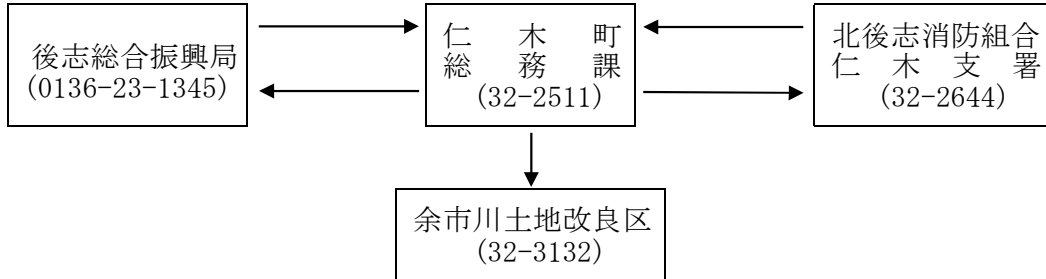 後志総合振興局
(0136-23-1345)
仁木町
総務課
(32-2511)
北後志消防組合
仁木支署
(32-2644)
余市川土地改良区
(32-3132)